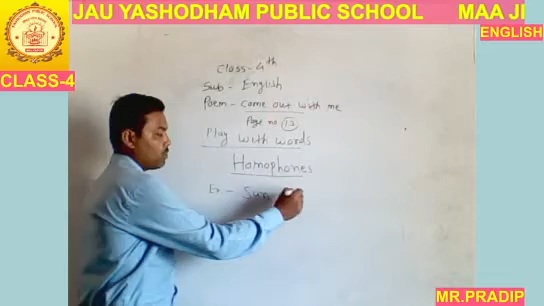 JAU YASHODHAM PUBLIC SCHOOL MAA JI
ENGLISH
CLASS-4
Class - 4th
Sub - English
Poem - Come out with me
Page no 13
Play with words
Homophones
Ex - Sun
MR.PRADIP